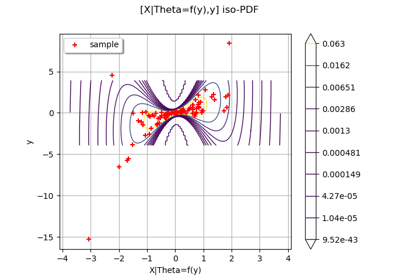 [X|Theta=f(y),y] iso-PDF
sample
y
5
0
−5
−10
−15
−4 −3 −2 −1 0 1 2 3 4
X|Theta=f(y)
0.063
0.0162
0.00651
0.00286
0.0013
0.000481
0.000149
4.27e-05
1.04e-05
9.52e-43